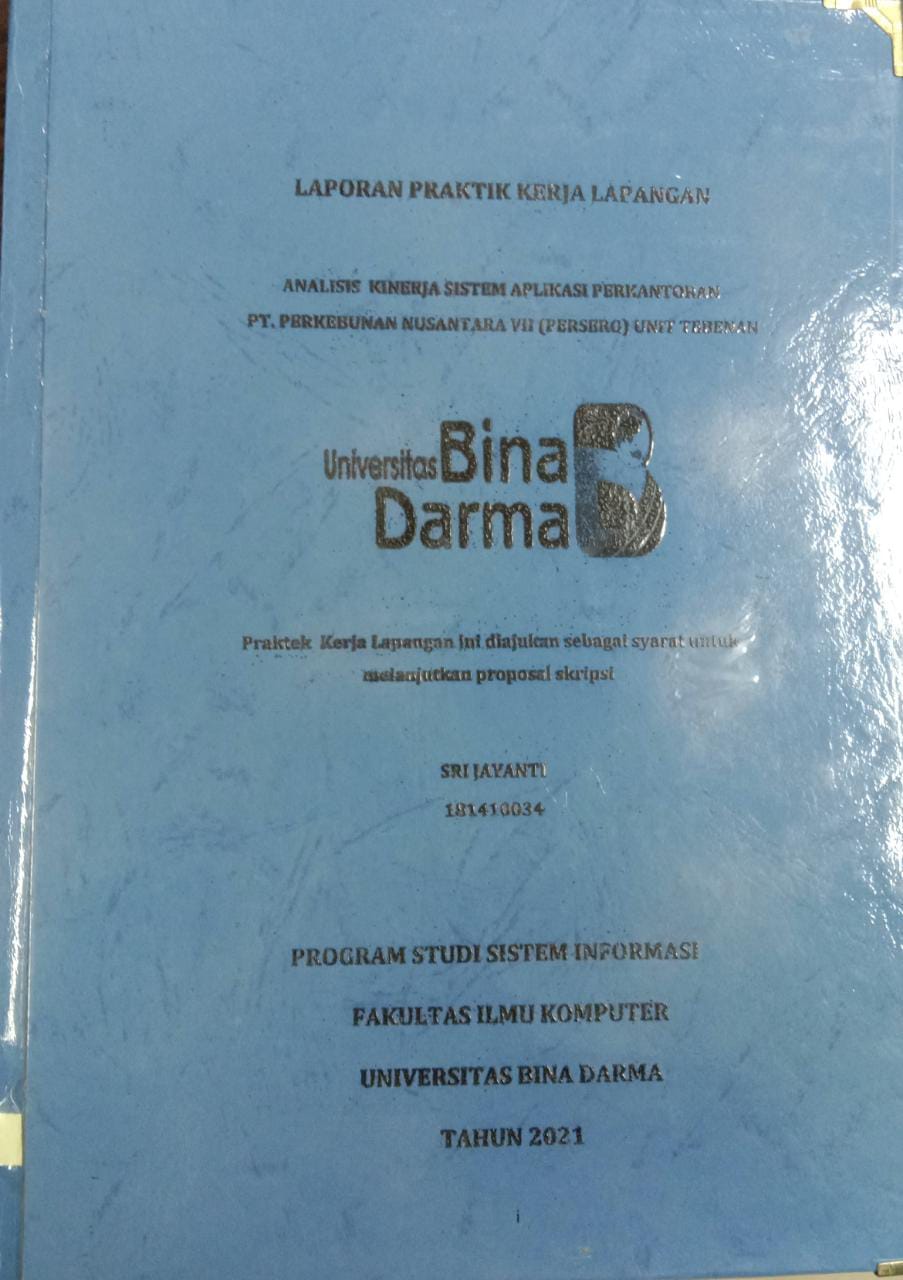 LAPORAN PRAKTIK KERJA LAPANGAN
ANALISIS KINERJA SISTEM APLIKASI PERKANTORAN
PT. PERKEBUNAN NUSANTARA VII (PERSERO) UNIT TEBENAN
Universitas Bina
Darma
Praktek Kerja Lapangan ini diajukan sebagai syarat untuk
melanjutkan proposal skripsi
SRI JAYANTI
181410034
PROGRAM STUDI SISTEM INFORMASI
FAKULTAS ILMU KOMPUTER
UNIVERSITAS BINA DARMA
TAHUN 2021
i